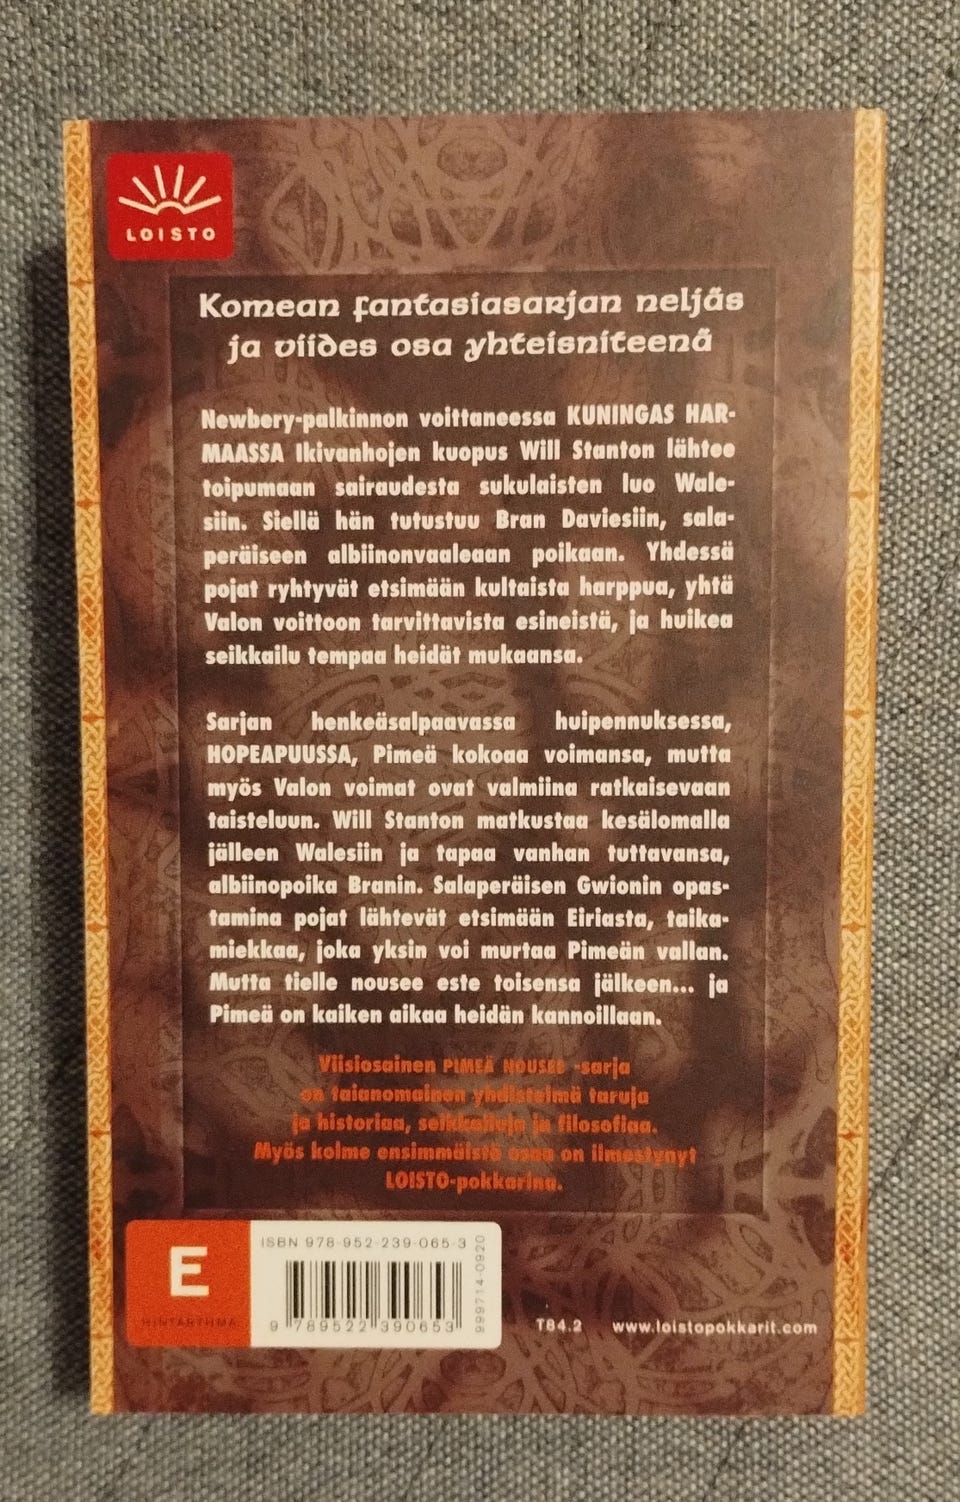 LOISTO
Komean fantasiasarjan neljäs
ja viides osa yhteisniteenä
Newbery-palkinnon voittaneessa KUNINGAS HAR-
MAASSA Ikivanhojen kuopus Will Stanton lähtee
toipumaan sairaudesta sukulaisten luo Wale-
siin. Siellä hän tutustuu Bran Daviesiin, sala-
peräiseen albiinonvaaleaan poikaan. Yhdessä
pojat ryhtyvät etsimään kultaista harppua, yhtä
Valon voittoon tarvittavista esineistä, ja huikea
seikkailu tempaa heidät mukaansa.
Sarjan henkeäsalpaavassa huipennuksessa,
HOPEAPUUSSA, Pimeä kokoaa voimansa, mutta
myös Valon voimat ovat valmiina ratkaisevaan
taisteluun. Will Stanton matkustaa kesälomalla
jälleen Walesiin ja tapaa vanhan tuttavansa,
albiinopoika Branin. Salaperäisen Gwionin opas-
tamina pojat lähtevät etsimään Eiriasta, taika-
miekkaa, joka yksin voi murtaa Pimeän vallan.
Mutta tielle nousee este toisensa jälkeen... ja
Pimeä on kaiken aikaa heidän kannoillaan.
Viisiosainen PIMEÄ NOUSEE -sarja
on taianomainen yhdistelmä taruja
ja historiaa, seikkailuja ja filosofiaa.
Myös kolme ensimmäistä osaa on ilmestynyt
LOISTO-pokkarina.
E
HINTARYHMÄ
ISBN 978-952-239-065-3
9 789522 390653
999714-0920
T84.2 www.loistopokkarit.com